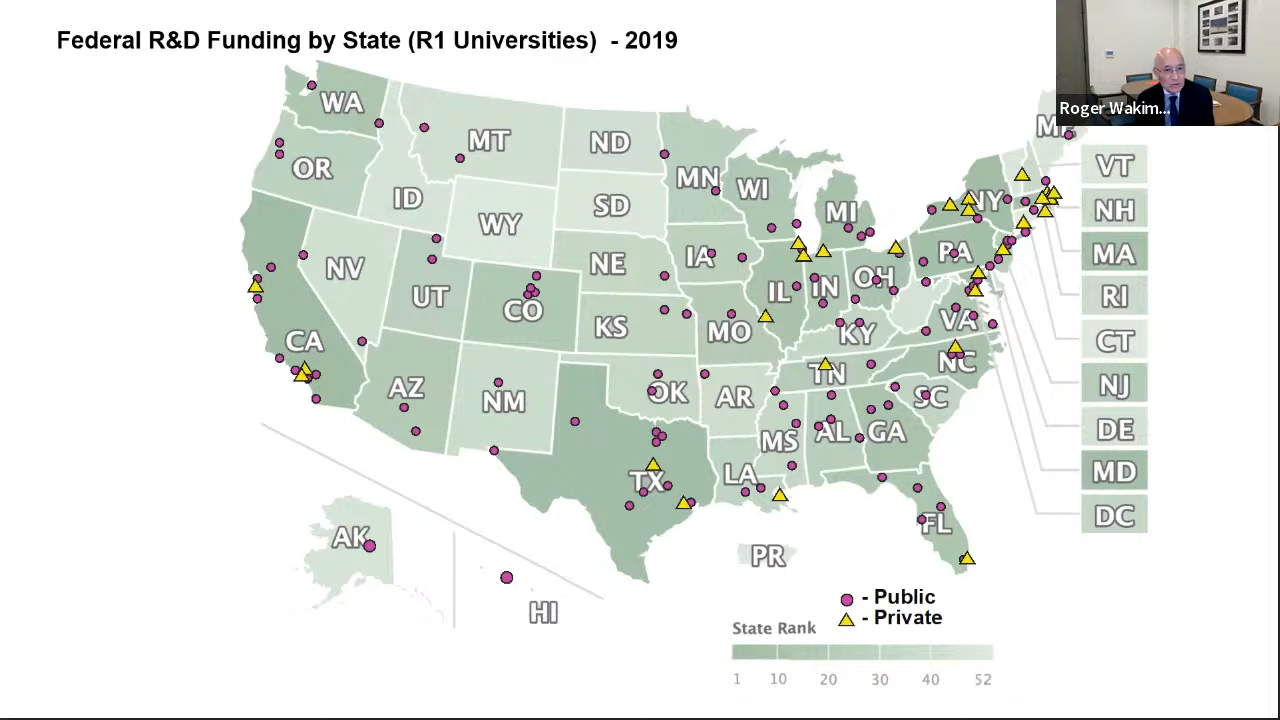 Federal R&D Funding by State (R1 Universities) - 2019
Roger Wakim...
WA
MT
ND
MN
ME
VT
OR
ID
SD
WI
MI
NY
NH
WY
MA
NV
NE
IA
PA
UT
CO
IL
IN
OH
RI
CA
KS
MO
KY
VA
CT
AZ
NM
OK
AR
TN
NC
NJ
SC
MS
AL
GA
DE
TX
LA
MD
FL
DC
AK
PR
HI
- Public
- Private
State Rank
1 10 20 30 40 52